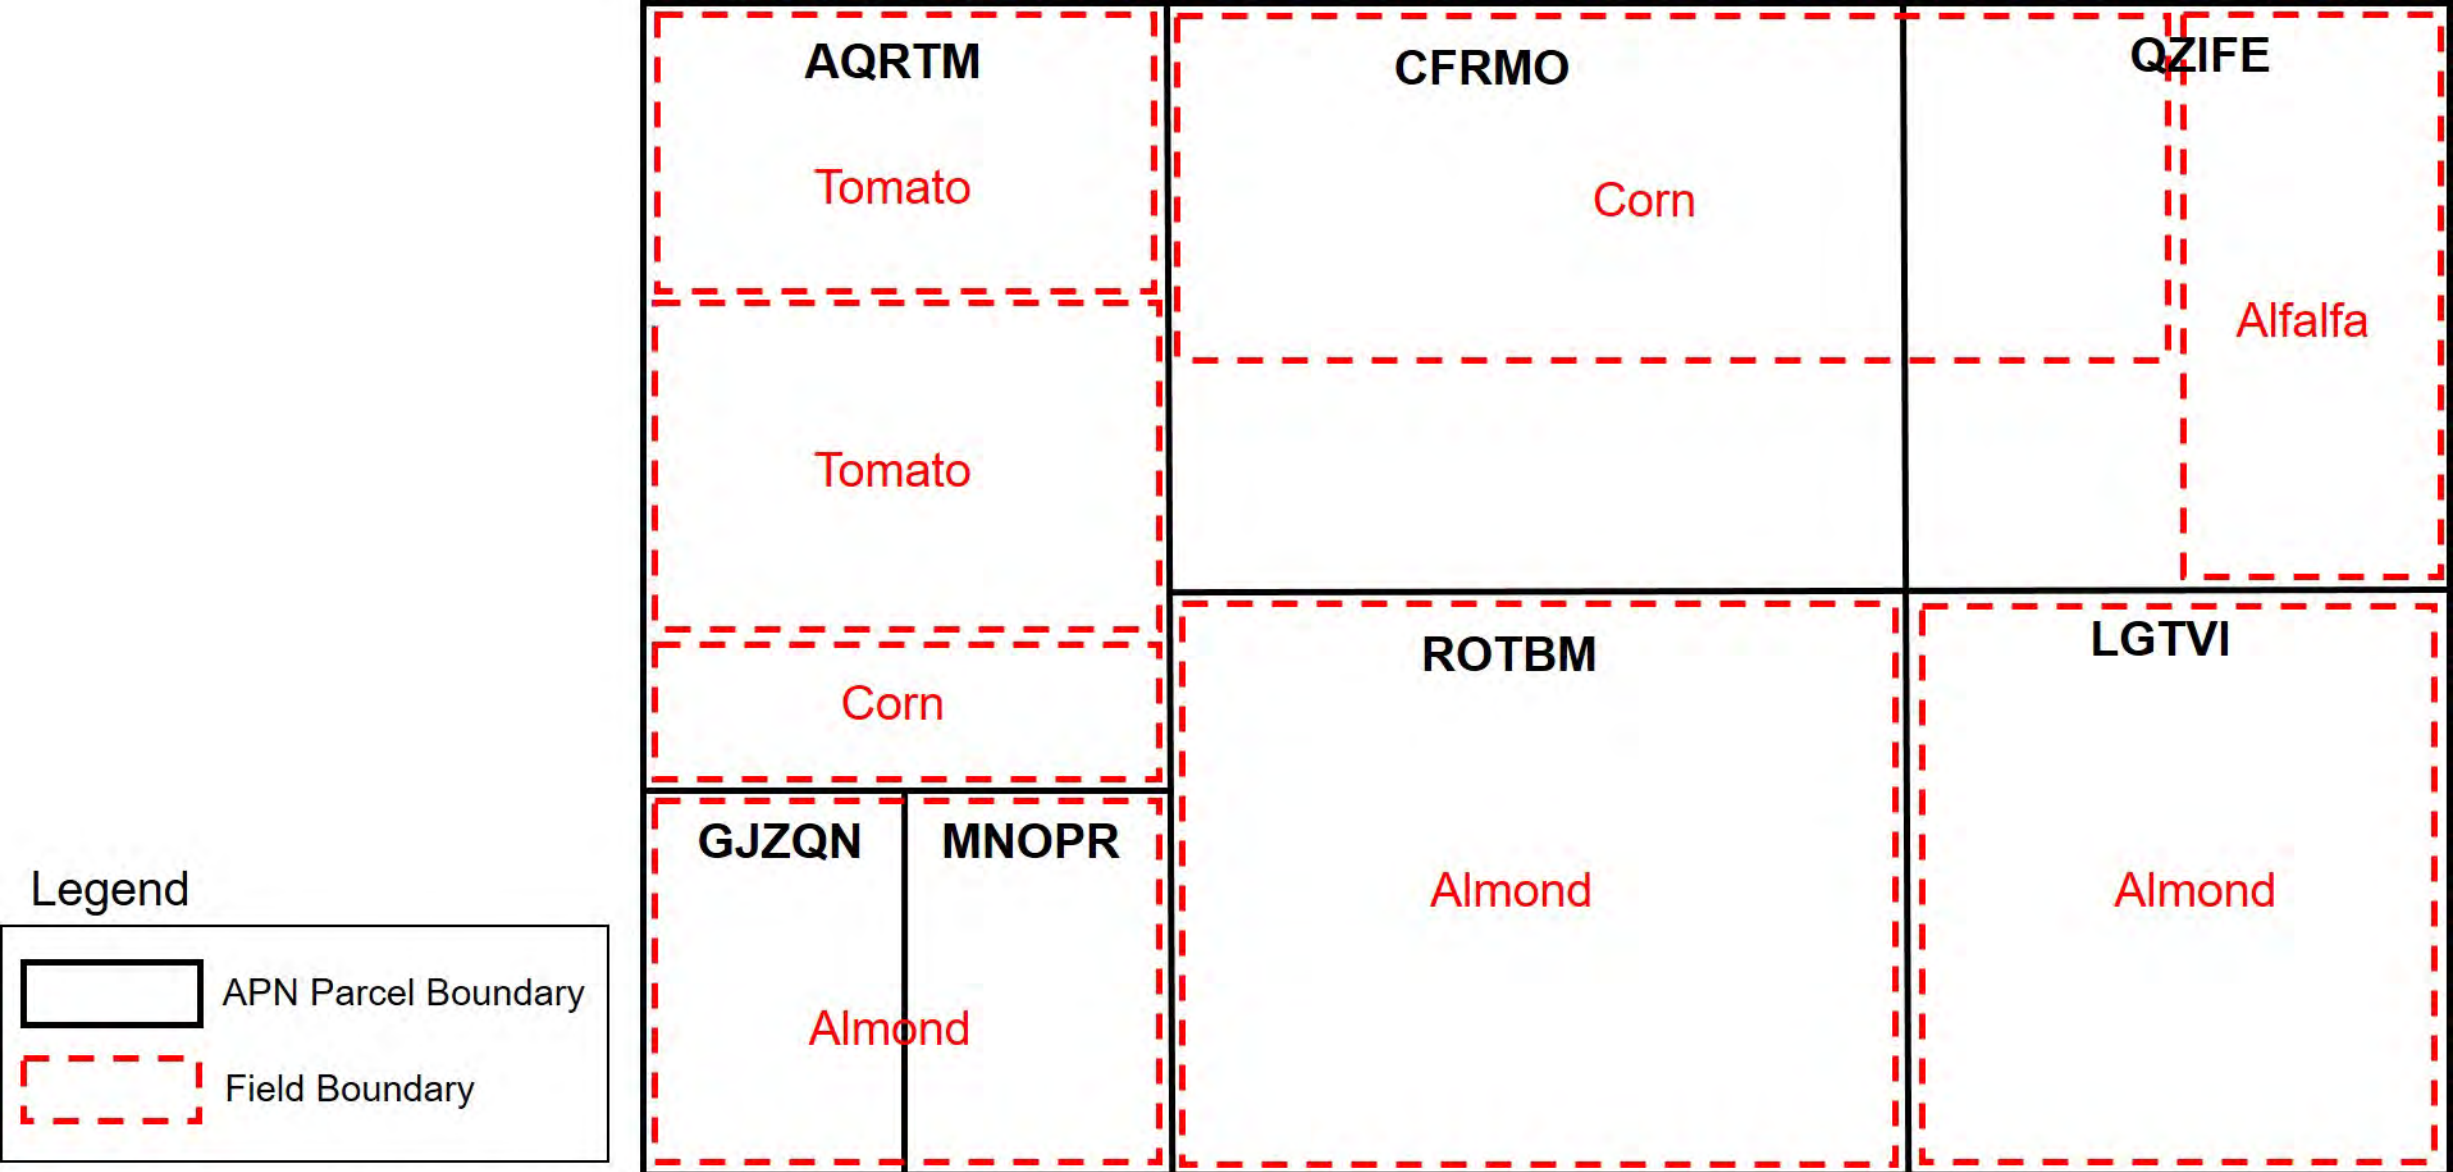 AQRTM
Tomato
Tomato
Corn
CFRMO
Corn
QZIFE
Alfalfa
GJZQN
MNOPR
Almond
ROTBM
Almond
LGTVI
Almond
Legend
APN Parcel Boundary
Field Boundary